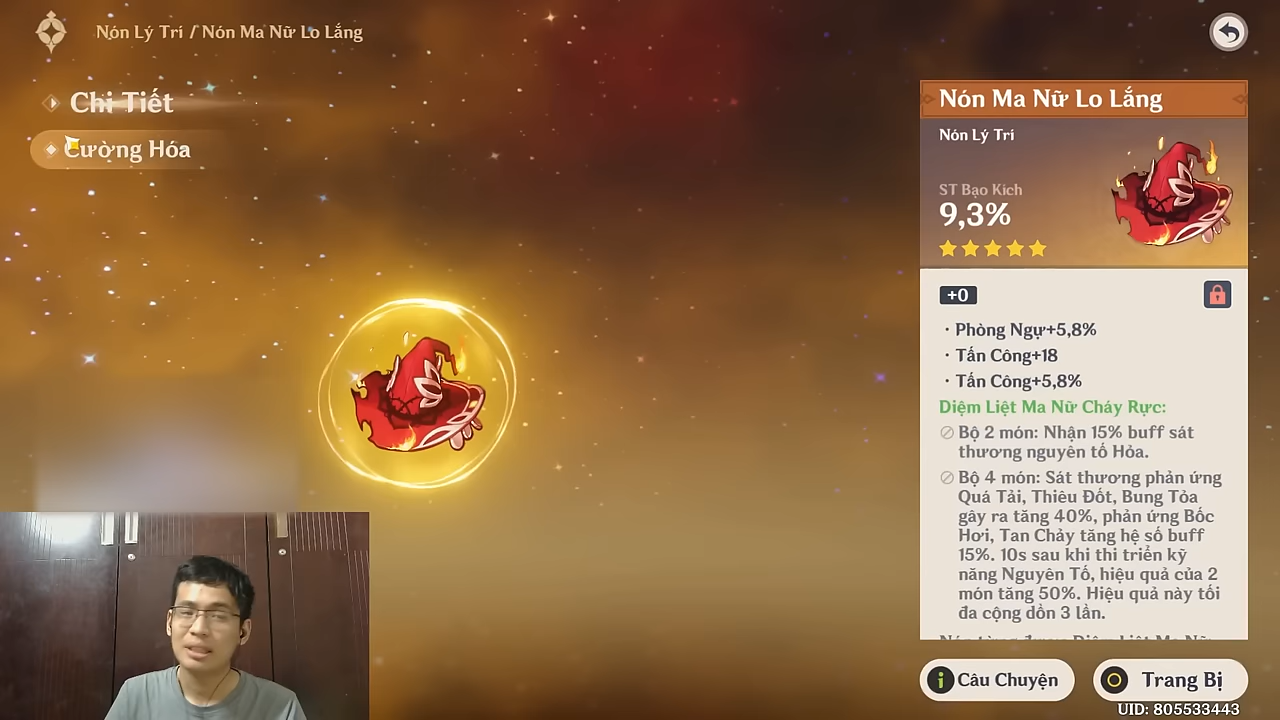 Nón Lý Trí / Nón Ma Nữ Lo Lắng
Chi Tiết
Cường Hóa
Nón Ma Nữ Lo Lắng
Nón Lý Trí
ST Bạo Kích
9,3%
+0
· Phòng Ngự+5,8%
· Tấn Công+18
· Tấn Công+5,8%
Diệm Liệt Ma Nữ Cháy Rực:
Bộ 2 món: Nhận 15% buff sát
thương nguyên tố Hỏa.
Bộ 4 món: Sát thương phản ứng
Quá Tải, Thiêu Đốt, Bung Tỏa
gây ra tăng 40%, phản ứng Bốc
Hơi, Tan Chảy tăng hệ số buff
15%. 10s sau khi thi triển kỹ
năng Nguyên Tố, hiệu quả của 2
món tăng 50%. Hiệu quả này tối
đa cộng dồn 3 lần.
Câu Chuyện
Trang Bị
UID: 805533443